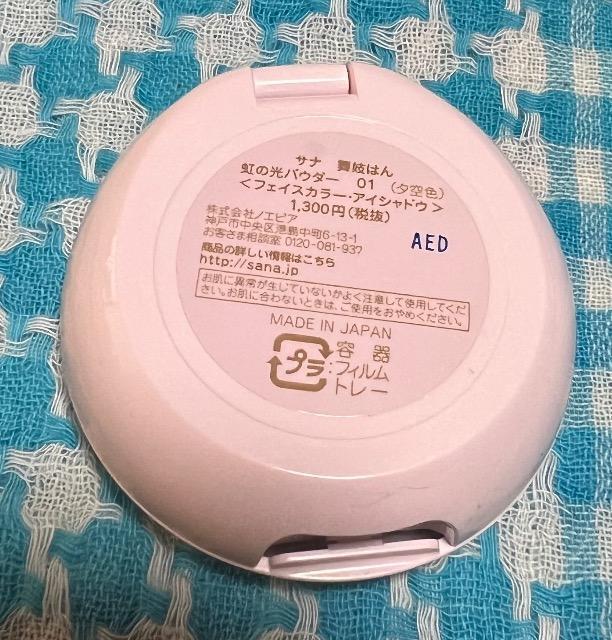 サナ 舞妓はん
虹の光パウダー 01 (夕空色)
<フェイスカラー・アイシャドウ>
1,300円(税抜)
株式会社ノエビア
神戸市中央区港島中町6-13-1
お客さま相談室 0120-081-937
商品の詳しい情報はこちら
http://sana.jp
AED
お肌に異常が生じていないかよく注意して使用してくだ
さい。お肌に合わないときは、ご使用をおやめください。
MADE IN JAPAN
プラ
容器
:フィルム
トレー